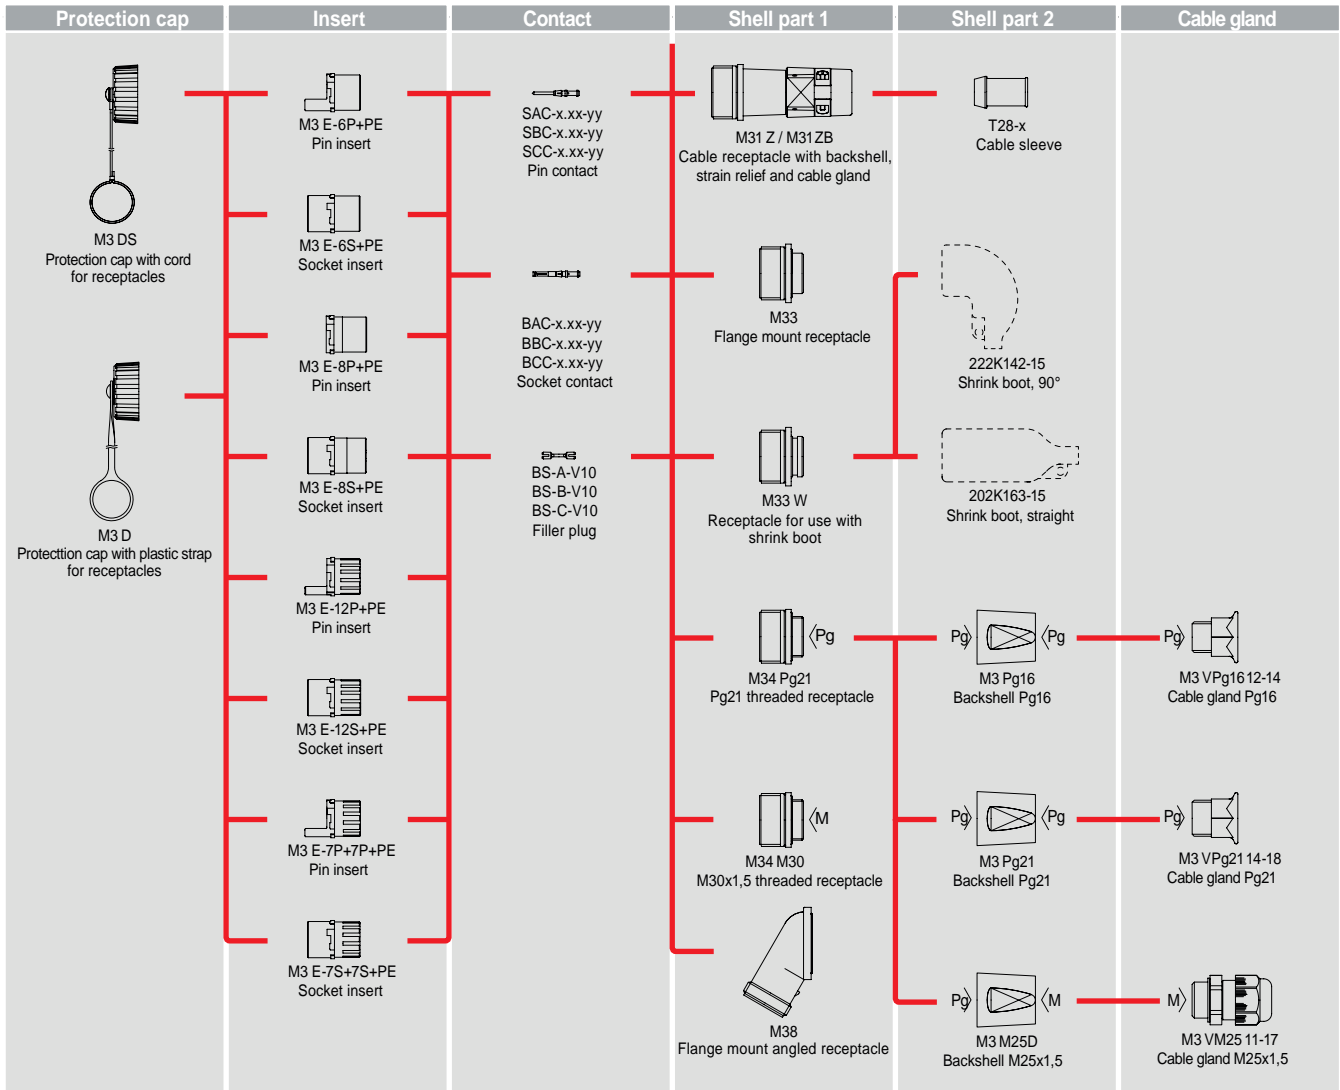 Protection cap
Insert
Contact
Shell part 1
Shell part 2
Cable gland
M3 DS
Protection cap with cord
for receptacles
M3 D
Protecttion cap with plastic strap
for receptacles
M3 E-6P+PE
Pin insert
M3 E-6S+PE
Socket insert
M3 E-8P+PE
Pin insert
M3 E-8S+PE
Socket insert
M3 E-12P+PE
Pin insert
M3 E-12S+PE
Socket insert
M3 E-7P+7P+PE
Pin insert
M3 E-7S+7S+PE
Socket insert
SAC-x.xx-yy
SBC-x.xx-yy
SCC-x.xx-yy
Pin contact
BAC-x.xx-yy
BBC-x.xx-yy
BCC-x.xx-yy
Socket contact
BS-A-V10
BS-B-V10
BS-C-V10
Filler plug
M31 Z / M31ZB
Cable receptacle with backshell,
strain relief and cable gland
M33
Flange mount receptacle
M33 W
Receptacle for use with
shrink boot
Pg
M34 Pg21
Pg21 threaded receptacle
M
M34 M30
M30x1,5 threaded receptacle
M38
Flange mount angled receptacle
T28-x
Cable sleeve
222K142-15
Shrink boot, 90°
202K163-15
Shrink boot, straight
Pg Pg
M3 Pg16
Backshell Pg16
Pg Pg
M3 Pg21
Backshell Pg21
Pg M
M3 M25D
Backshell M25x1,5
Pg
M3 VPg16 12-14
Cable gland Pg16
Pg
M3 VPg21 14-18
Cable gland Pg21
M
M3 VM25 11-17
Cable gland M25x1,5